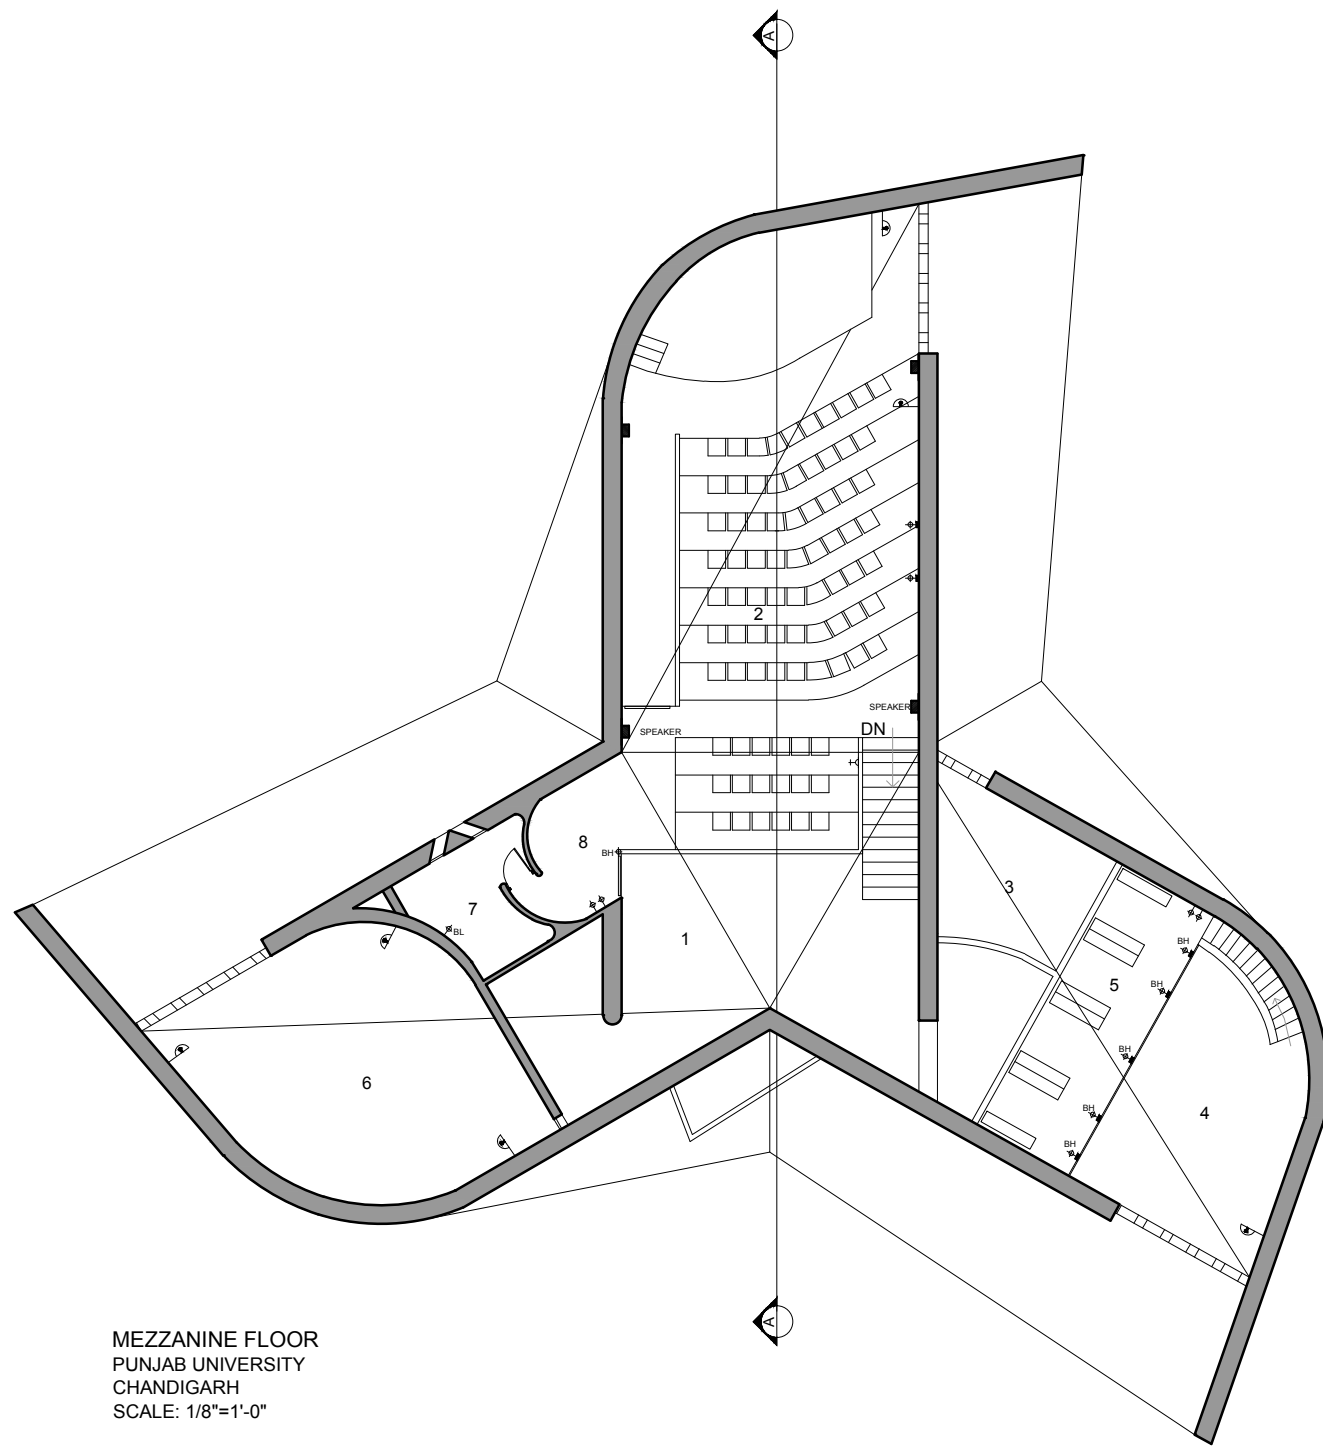 A
2
SPEAKER
SPEAKER
DN
8
BH
3
7
BL
1
BH
5
BH
BH
BH
BH
6
4
A
MEZZANINE FLOOR
PUNJAB UNIVERSITY
CHANDIGARH
SCALE: 1/8"=1'-0"